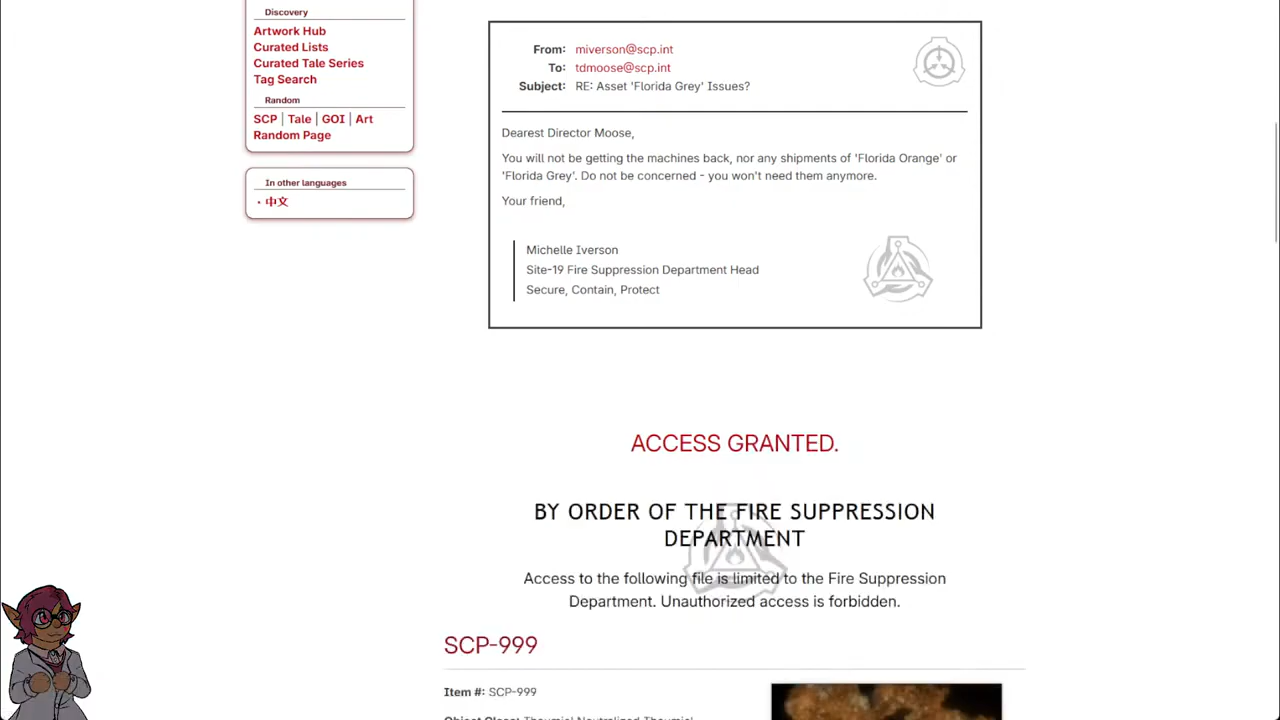 Discovery
Artwork Hub
Curated Lists
Curated Tale Series
Tag Search
Random
SCP | Tale | GOI | Art
Random Page
In other languages
• 中文
From: miverson@scp.int
To: tdmoose@scp.int
Subject: RE: Asset 'Florida Grey' Issues?
Dearest Director Moose,
You will not be getting the machines back, nor any shipments of 'Florida Orange' or
'Florida Grey'. Do not be concerned - you won't need them anymore.
Your friend,
Michelle Iverson
Site-19 Fire Suppression Department Head
Secure, Contain, Protect
ACCESS GRANTED.
BY ORDER OF THE FIRE SUPPRESSION
DEPARTMENT
Access to the following file is limited to the Fire Suppression
Department. Unauthorized access is forbidden.
SCP-999
Item #: SCP-999
Object Class: Thaumiel Neutralized Thaumiel